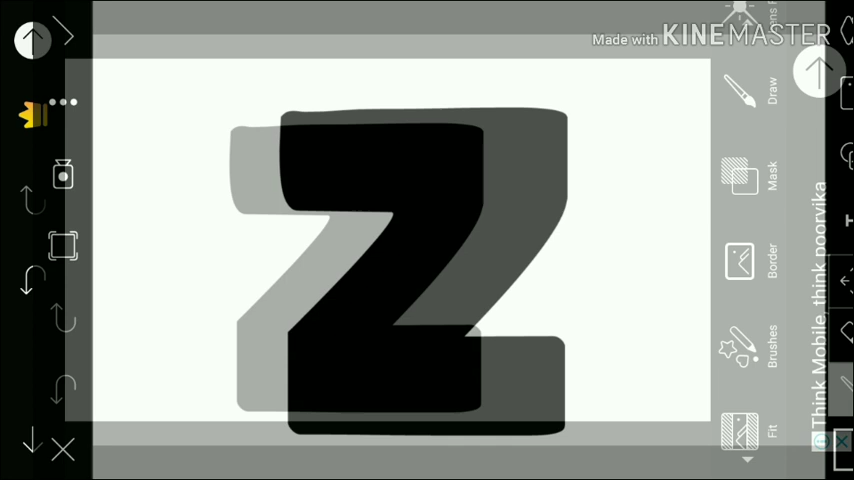 Made with KINEMASTER
Z
Draw
Mask
Border
Brushes
Fit
Think Mobile, think poorvika